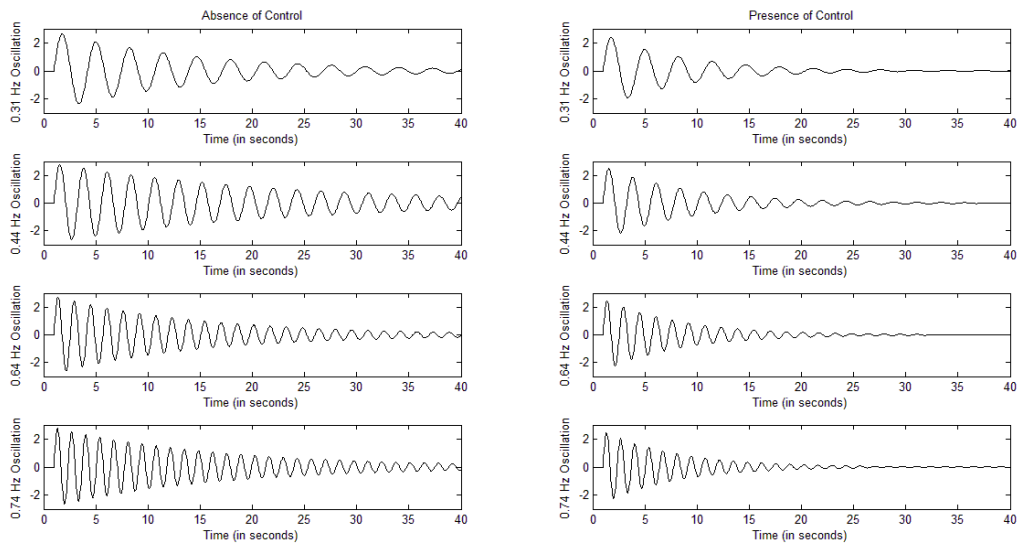 Absence of Control
0.31 Hz Oscillation
2
0
-2
0 5 10 15 20 25 30 35 40
Time (in seconds)
0.44 Hz Oscillation
2
0
-2
0 5 10 15 20 25 30 35 40
Time (in seconds)
0.64 Hz Oscillation
2
0
-2
0 5 10 15 20 25 30 35 40
Time (in seconds)
0.74 Hz Oscillation
2
0
-2
0 5 10 15 20 25 30 35 40
Time (in seconds)
Presence of Control
0.31 Hz Oscillation
2
0
-2
0 5 10 15 20 25 30 35 40
Time (in seconds)
0.44 Hz Oscillation
2
0
-2
0 5 10 15 20 25 30 35 40
Time (in seconds)
0.64 Hz Oscillation
2
0
-2
0 5 10 15 20 25 30 35 40
Time (in seconds)
0.74 Hz Oscillation
2
0
-2
0 5 10 15 20 25 30 35 40
Time (in seconds)